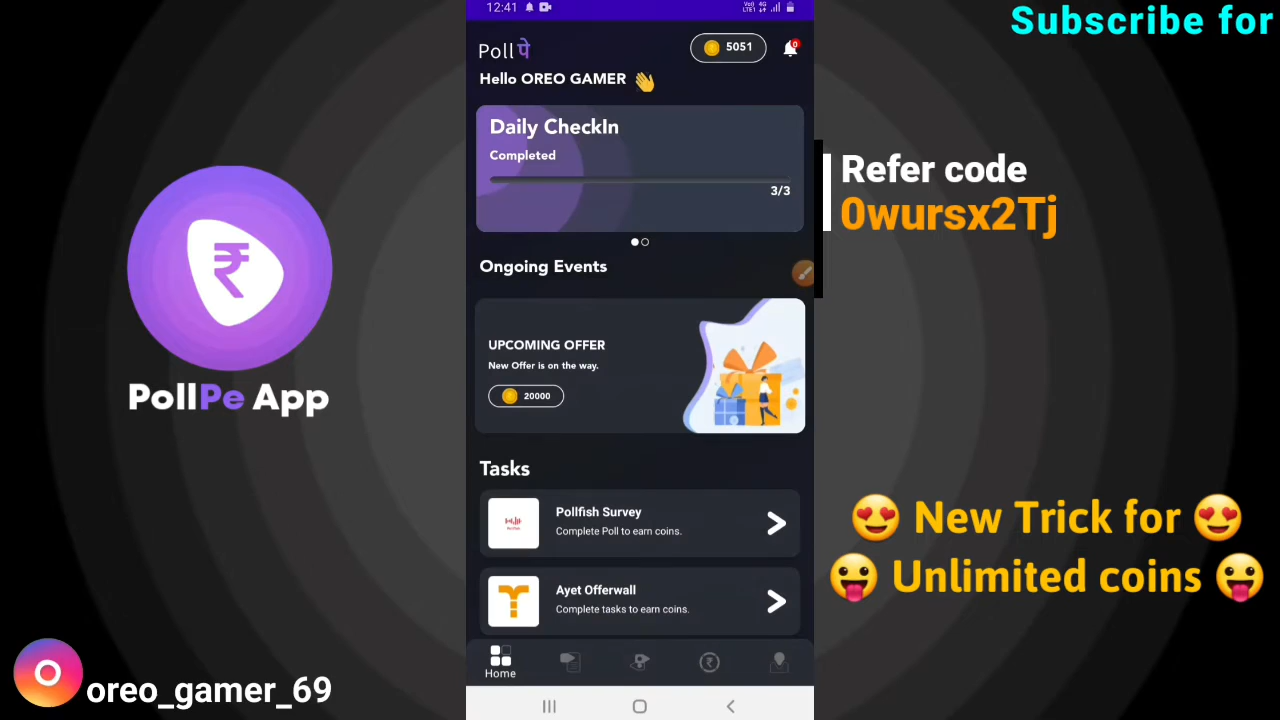 Subscribe for
12:41
Pollपे
5051
0
Hello OREO GAMER
Daily CheckIn
Completed
3/3
Refer code
0wursx2Tj
Ongoing Events
UPCOMING OFFER
New Offer is on the way.
20000
PollPe App
Tasks
Pollfish Survey
Complete Poll to earn coins.
Ayet Offerwall
Complete tasks to earn coins.
New Trick for
Unlimited coins
Home
oreo_gamer_69